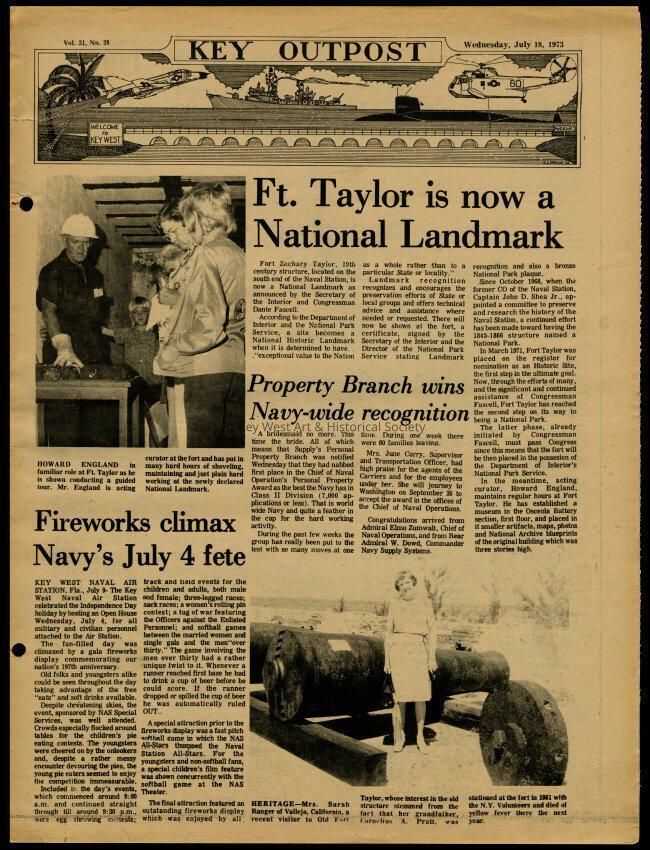 Vol. 21, No. 28
KEY OUTPOST
Wednesday, July 18, 1973
WELCOME
TO
KEY WEST
60
Ft. Taylor is now a
National Landmark
Fort Zachary Taylor, 19th
century structure, located on the
south end of the Naval Station, is
now a National Landmark as
announced by the Secretary of
the Interior and Congressman
Dante Fascell.
According to the Department of
Interior and the National Park
Service, a site becomes a
National Historic Landmark
when it is determined to have...
"exceptional value to the Nation
as a whole rather than to a
particular State or locality."
Landmark recognition
recognizes and encourages the
preservation efforts of State or
local groups and offers technical
advice and assistance where
needed or requested. There will
now be shown at the fort, a
certificate, signed by the
Secretary of the Interior and the
Director of the National Park
Service stating Landmark
recognition and also a bronze
National Park plaque.
Since October 1968, when the
former CO of the Naval Station,
Captain John D. Shea Jr., ap-
pointed a committee to preserve
and research the history of the
Naval Station, a continued effort
has been made toward having the
1845-1866 structure named a
National Park.
In March 1971, Fort Taylor was
placed on the register for
nomination as an Historic Site,
the first step in the ultimate goal.
Now, through the efforts of many,
and the significant and continued
assistance of Congressman
Fascell, Fort Taylor has reached
the second step on its way to
being a National Park.
The latter phase, already
initiated by Congressman
Fascell, must pass Congress
since this means that the fort will
be then placed in the possesion of
the Department of Interior's
National Park Service.
In the meantime, acting
curator, Howard England,
maintains regular hours at Fort
Taylor. He has established a
museum in the Osceola Battery
section, first floor, and placed in
it smaller artifacts, maps, photos
and National Archive blueprints
of the original building which was
three stories high.
HOWARD ENGLAND in
familiar role at Ft. Taylor as he
is shown conducting a guided
tour. Mr. England is acting
curator at the fort and has put in
many hard hours of shoveling,
maintaining and just plain hard
working at the newly declared
National Landmark.
Property Branch wins
Navy-wide recognition
ey West Art & Historical Society
A bridesmaid no more. This
time the bride. All of which
means that Supply's Personal
Property Branch was notified
Wednesday that they had nabbed
first place in the Chief of Naval
Operation's Personal Property
Award as the best the Navy has in
Class II Division (7,000 ap-
plications or less). That is world
wide Navy and quite a feather in
the cap for the hard working
activity.
During the past few weeks the
group has really been put to the
test with so many moves at one
time. During one week there
were 80 families leaving.
Mrs. June Curry, Supervisor
and Transportation Officer, had
high praise for the agents of the
Carriers and for the employees
under her. She will journey to
Washington on September 26 to
accept the award in the offices of
the Chief of Naval Operations.
Congratulations arrived from
Admiral Elmo Zumwalt, Chief of
Naval Operations, and from Rear
Admiral W. Dowd, Commander
Navy Supply Systems.
Fireworks climax
Navy's July 4 fete
KEY WEST NAVAL AIR
STATION, Fla., July 9- The Key
West Naval Air Station
celebrated the Independence Day
holiday by hosting an Open House
Wednesday, July 4, for all
military and civilian personnel
attached to the Air Station.
The fun-filled day was
climaxed by a gala fireworks
display commemorating our
nation's 197th anniversary.
Old folks and youngsters alike
could be seen throughout the day
taking advantage of the free
"eats" and soft drinks available.
Despite threatening skies, the
event, sponsored by NAS Special
Services, was well attended.
Crowds especially flocked around
tables for the children's pie
eating contests. The youngsters
were cheered on by the onlookers
and, despite a rather messy
encounter devouring the pies, the
young pie eaters seemed to enjoy
the competition immeasurable.
Included in the day's events,
which commenced around 9:00
a.m. and continued straight
through till around 9:30 p.m.,
were egg throwing contests;
track and field events for the
children and adults, both male
and female; three-legged races;
sack races; a women's rolling pin
contest; a tug of war featuring
the Officers against the Enlisted
Personnel; and softball games
between the married women and
single gals and the men"over
thirty." The game involving the
men over thirty had a rather
unique twist to it. Whenever a
runner reached first base he had
to drink a cup of beer before he
could score. If the runner
dropped or spilled the cup of beer
he was automatically ruled
OUT...
A special attraction prior to the
fireworks display was a fast pitch
softball game in which the NAS
All-Stars thumped the Naval
Station All-Stars. For the
youngsters and non-softball fans,
a special children's film feature
was shown concurrently with the
softball game at the NAS
Theater.
The final attraction featured an
outstanding fireworks display
which was enjoyed by all.
HERITAGE—Mrs. Sarah
Ranger of Vallejo, California, a
recent visitor to Old Fort
Taylor, whose interest in the old
structure stemmed from the
fact that her grandfather,
Cornelius A. Pratt, was
stationed at the fort in 1861 with
the N.Y. Volunteers and died of
yellow fever there the next
year.